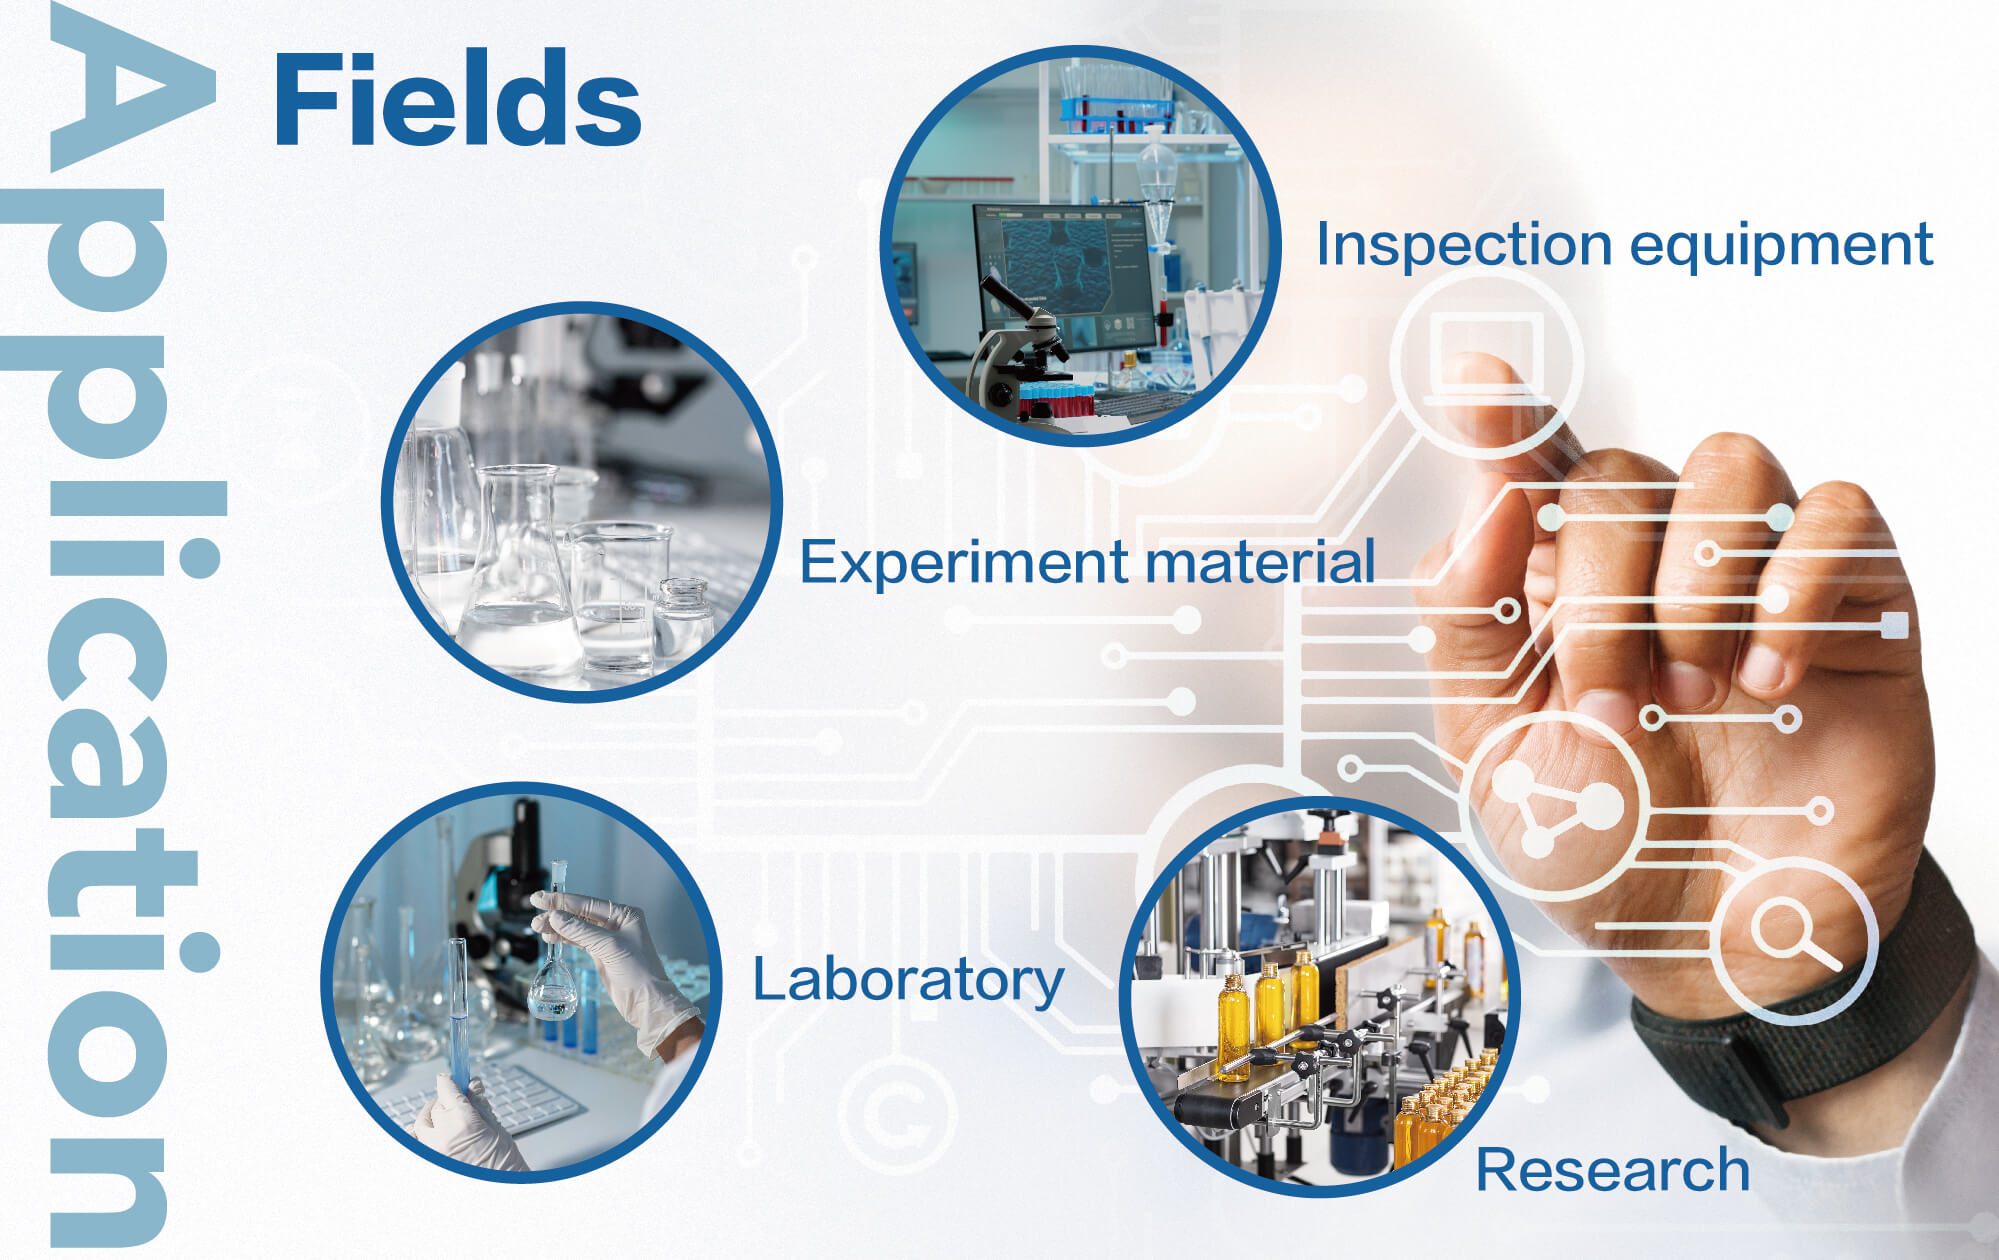 Application
Fields
Inspection equipment
Experiment material
Laboratory
Research